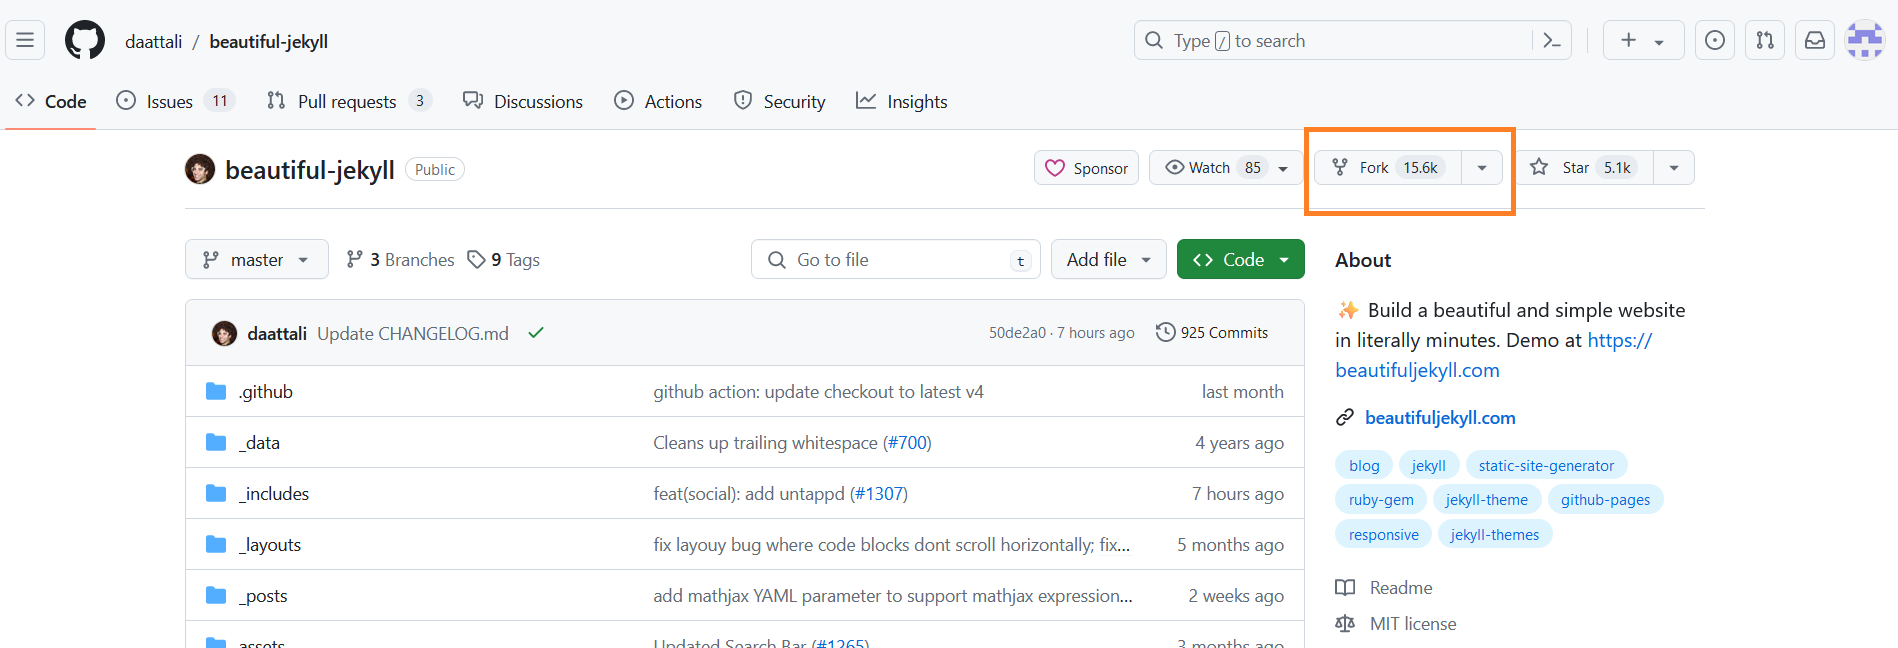 daattali / beautiful-jekyll
Type / to search
Code Issues 11 Pull requests 3 Discussions Actions Security Insights
beautiful-jekyll Public
Sponsor Watch 85 Fork 15.6k Star 5.1k
master 3 Branches 9 Tags Go to file t Add file Code
daattali Update CHANGELOG.md 50de2a0 · 7 hours ago 925 Commits
.github github action: update checkout to latest v4 last month
_data Cleans up trailing whitespace (#700) 4 years ago
_includes feat(social): add untappd (#1307) 7 hours ago
_layouts fix layouy bug where code blocks dont scroll horizontally; fix... 5 months ago
_posts add mathjax YAML parameter to support mathjax expression... 2 weeks ago
assets Updated Search Bar (#1265) 3 months ago
About
✨ Build a beautiful and simple website
in literally minutes. Demo at https://
beautifuljekyll.com
beautifuljekyll.com
blog jekyll static-site-generator
ruby-gem jekyll-theme github-pages
responsive jekyll-themes
Readme
MIT license